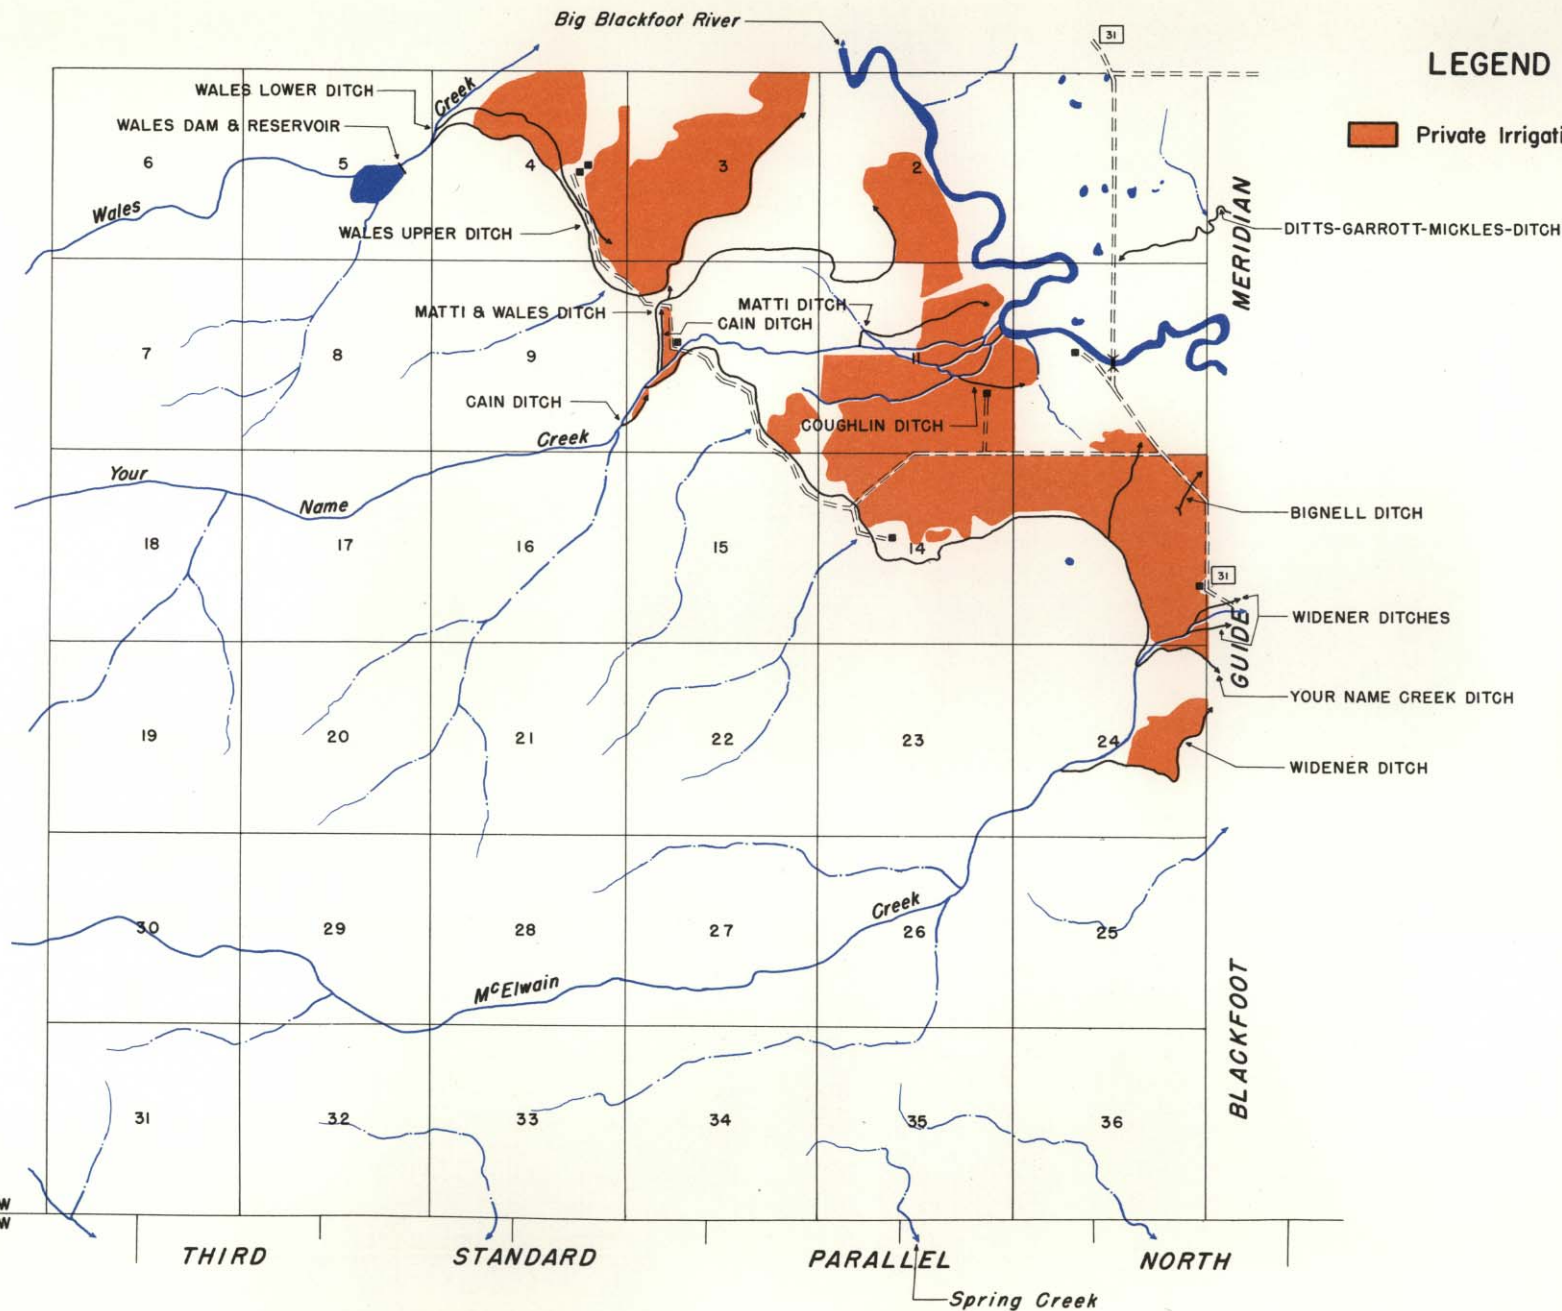 Big Blackfoot River
31
LEGEND
Private Irrigati
WALES LOWER DITCH
Creek
WALES DAM & RESERVOIR
6
5
4
3
2
Wales
WALES UPPER DITCH
MERIDIAN
DITTS-GARROTT-MICKLES-DITCH
MATTI & WALES DITCH
MATTI DITCH
CAIN DITCH
7
8
9
11
CAIN DITCH
COUGHLIN DITCH
Creek
Your
Name
BIGNELL DITCH
18
17
16
15
14
31
WIDENER DITCHES
GUIDE
YOUR NAME CREEK DITCH
19
20
21
22
23
24
WIDENER DITCH
Creek
30
29
28
27
26
25
McElwain
BLACKFOOT
31
32
33
34
35
36
W
W
THIRD STANDARD PARALLEL NORTH
Spring Creek